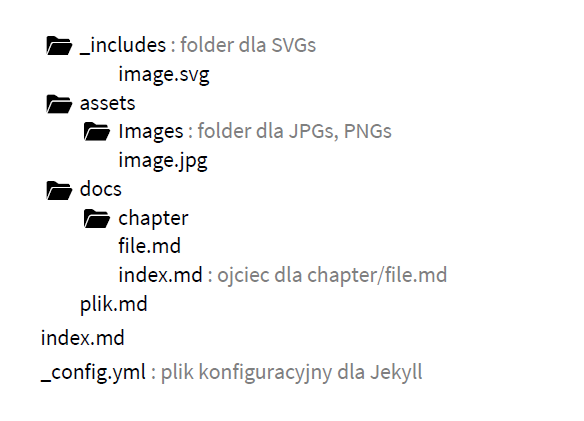 _includes : folder dla SVGs
image.svg
assets
Images : folder dla JPGs, PNGs
image.jpg
docs
chapter
file.md
index.md : ojciec dla chapter/file.md
plik.md
index.md
_config.yml : plik konfiguracyjny dla Jekyll